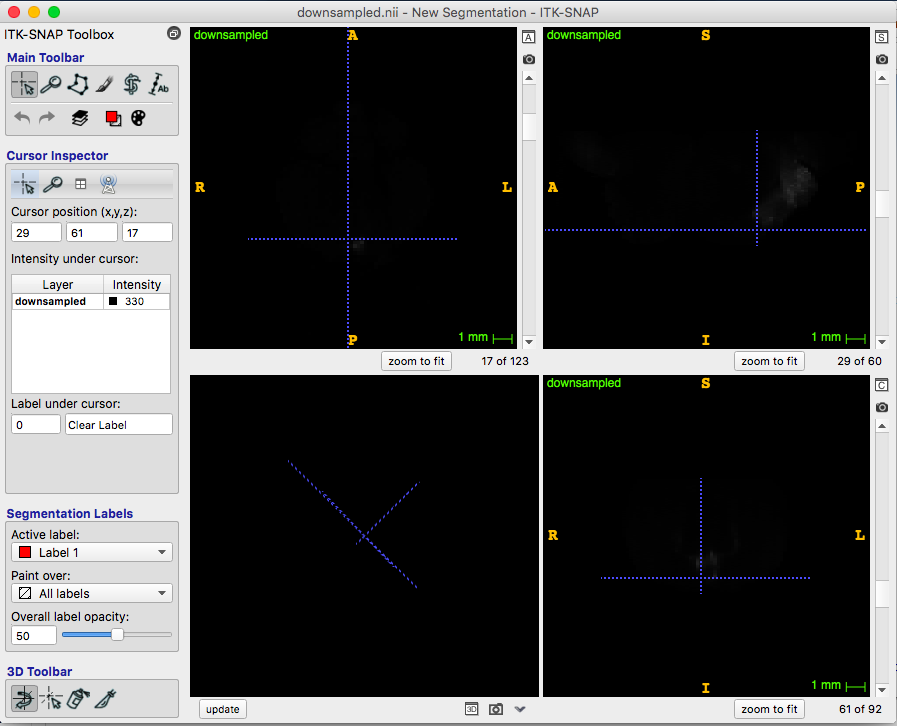 downsampled.nii - New Segmentation - ITK-SNAP
ITK-SNAP Toolbox
Main Toolbar
Ab
Cursor Inspector
Cursor position (x,y,z):
29 61 17
Intensity under cursor:
Layer Intensity
downsampled 330
Label under cursor:
0 Clear Label
Segmentation Labels
Active label:
Label 1
Paint over:
All labels
Overall label opacity:
50
3D Toolbar
downsampled
A
A
R
L
P
1 mm
zoom to fit 17 of 123
downsampled
S
S
A
P
I
1 mm
zoom to fit 29 of 60
update
3D
downsampled
S
C
R
L
I
1 mm
zoom to fit 61 of 92